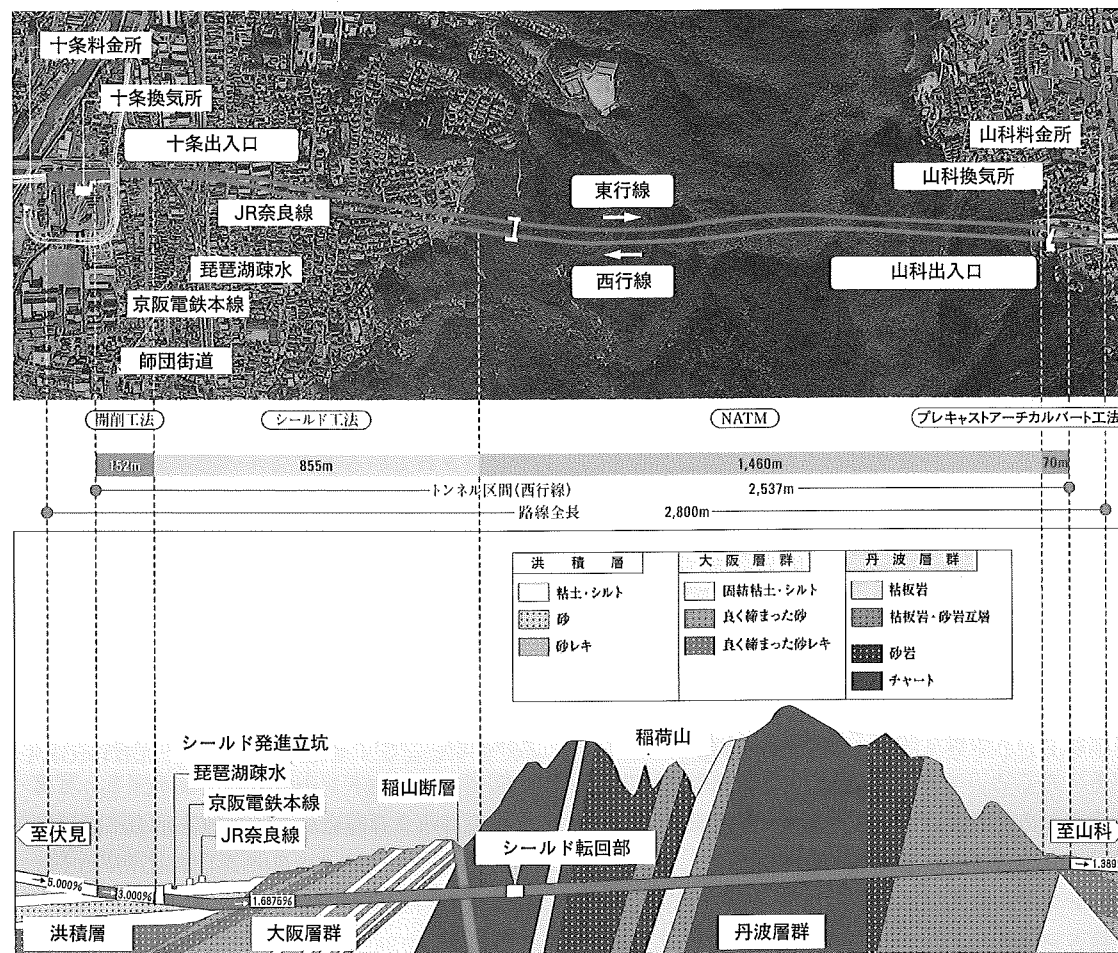 十条料金所
十条換気所
十条出入口
JR奈良線
琵琶湖疎水
京阪電鉄本線
師団街道
東行線
西行線
山科料金所
山科換気所
山科出入口
開削工法
シールド工法
NATM
プレキャストアーチカルバート工法
152m
855m
1,460m
70m
トンネル区間(西行線) 2,537m
路線全長 2,800m
洪積層
粘土・シルト
砂
砂レキ
大阪層群
固結粘土・シルト
良く締まった砂
良く締まった砂レキ
丹波層群
粘板岩
粘板岩・砂岩互層
砂岩
チャート
シールド発進立坑
琵琶湖疎水
京阪電鉄本線
JR奈良線
稲山断層
稲荷山
シールド転回部
至伏見
至山科
5.000%
3.000%
1.6875%
洪積層
大阪層群
丹波層群